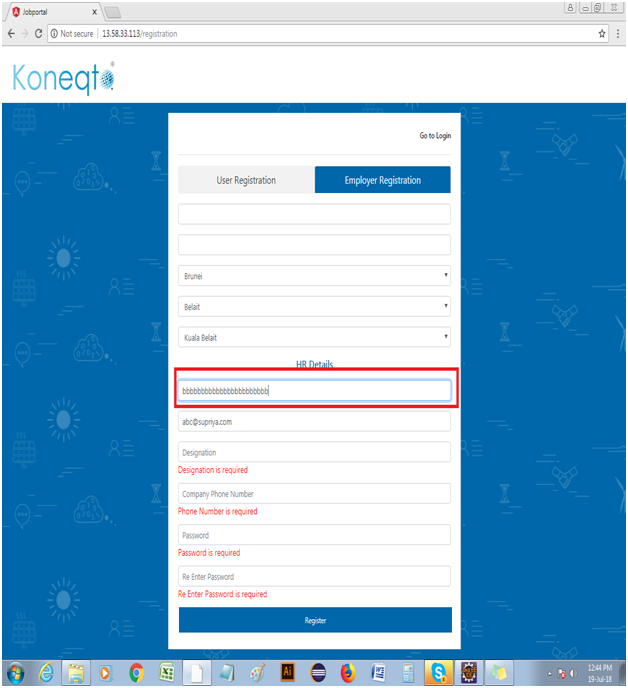 Jobportal
Not secure | 13.58.33.113/registration
Koneqto
Go to Login
User Registration
Employer Registration
Brunei
Belait
Kuala Belait
HR Details
bbbbbbbbbbbbbbbbbbbbbbb
abc@supriya.com
Designation
Designation is required
Company Phone Number
Phone Number is required
Password
Password is required
Re Enter Password
Re Enter Password is required
Register
12:44 PM
19-Jul-18